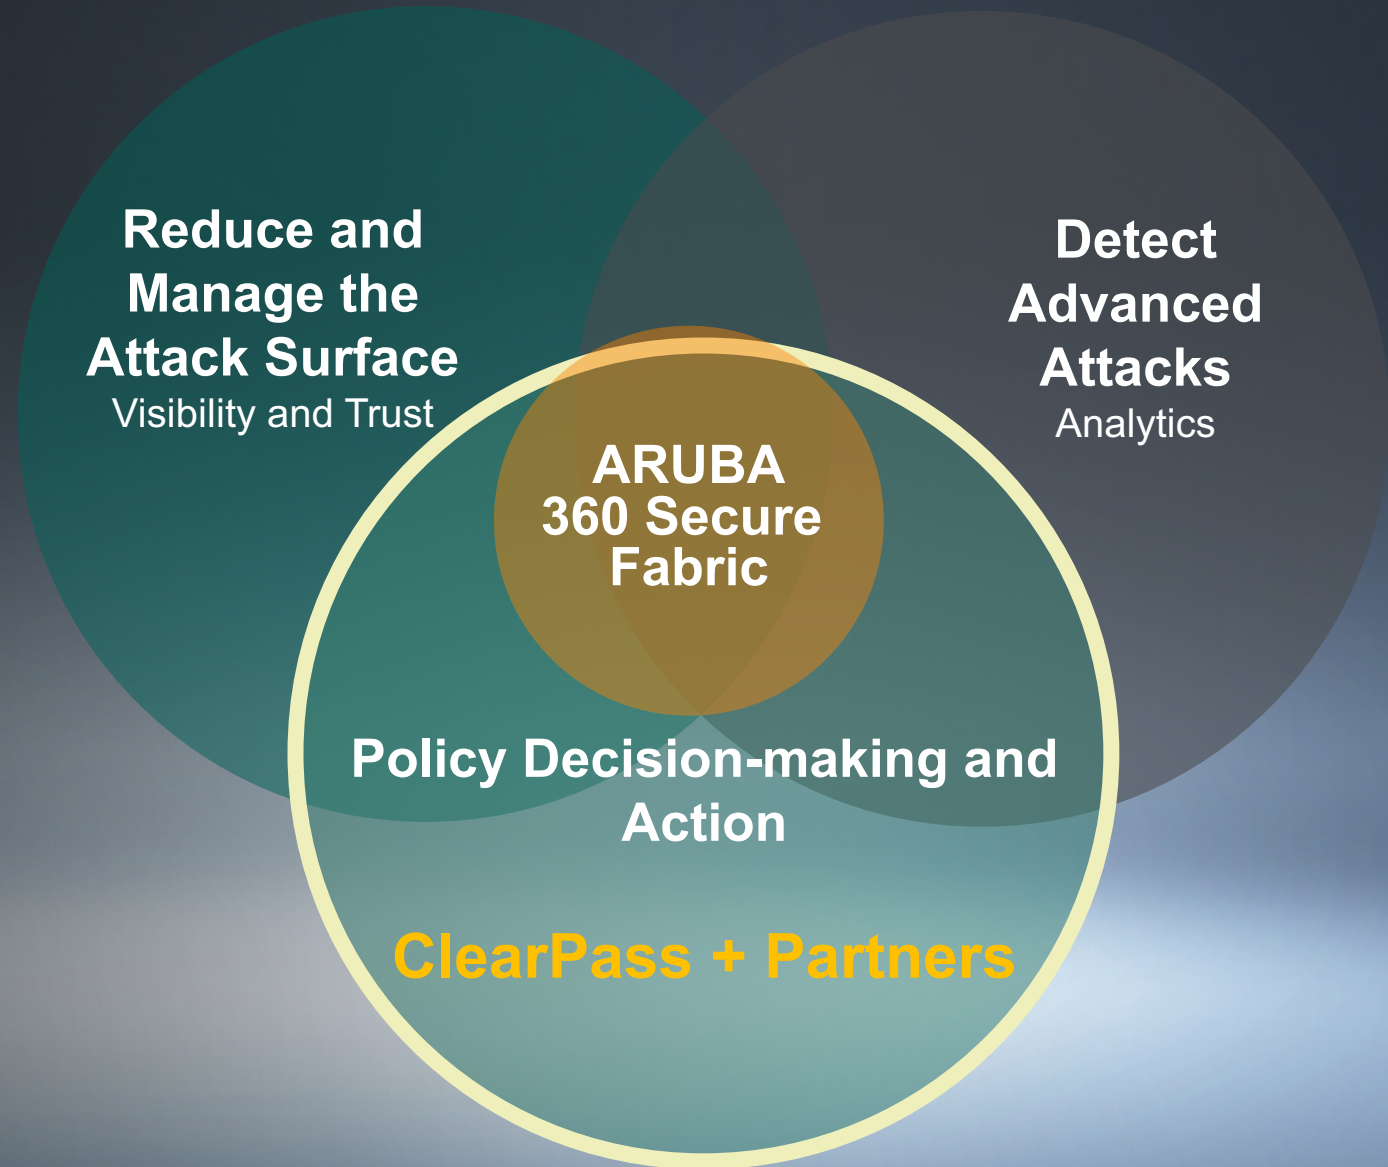 Reduce and
Manage the
Attack Surface
Visibility and Trust
Detect
Advanced
Attacks
Analytics
ARUBA
360 Secure
Fabric
Policy Decision-making and
Action
ClearPass + Partners